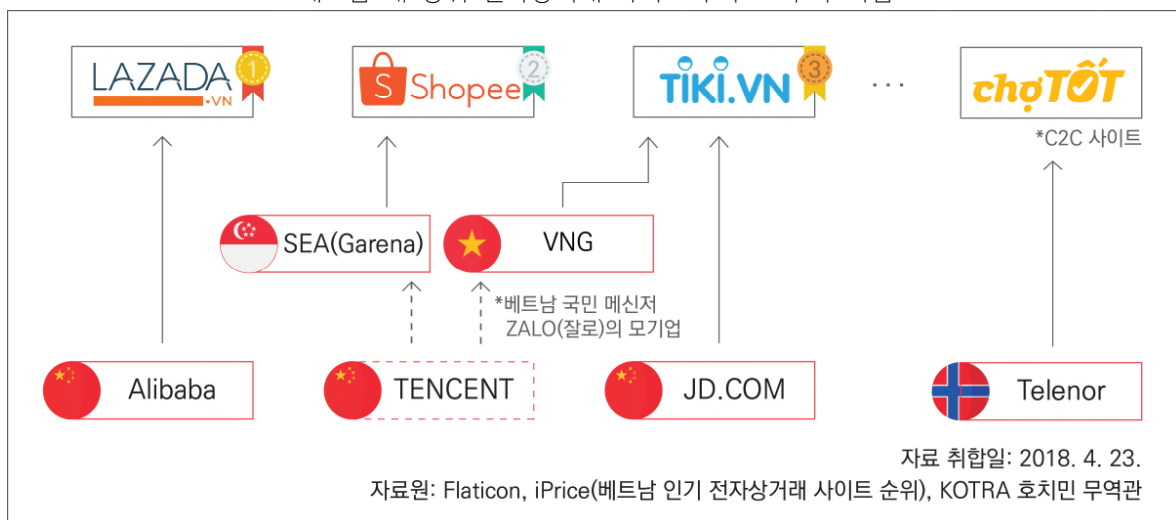 LAZADA
.VN
1
S Shopee
2
TiKi.VN
3
...
chợTỐT
*C2C 사이트
SEA(Garena)
VNG
*베트남 국민 메신저
ZALO(잘로)의 모기업
Alibaba
TENCENT
JD.COM
Telenor
자료 취합일: 2018. 4. 23.
자료원: Flaticon, iPrice(베트남 인기 전자상거래 사이트 순위), KOTRA 호치민 무역관